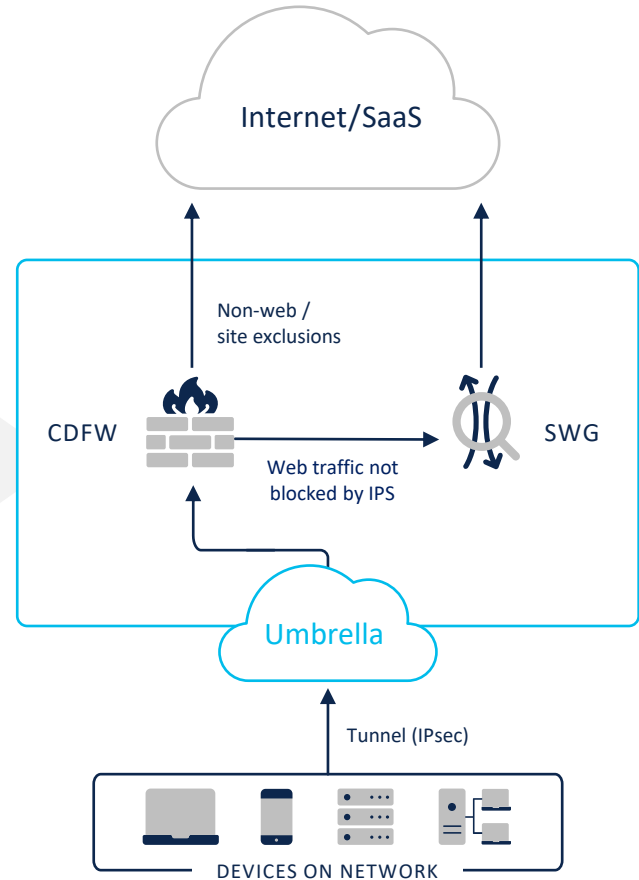 Internet/SaaS
Non-web /
site exclusions
CDFW
SWG
Web traffic not
blocked by IPS
Umbrella
Tunnel (IPsec)
DEVICES ON NETWORK